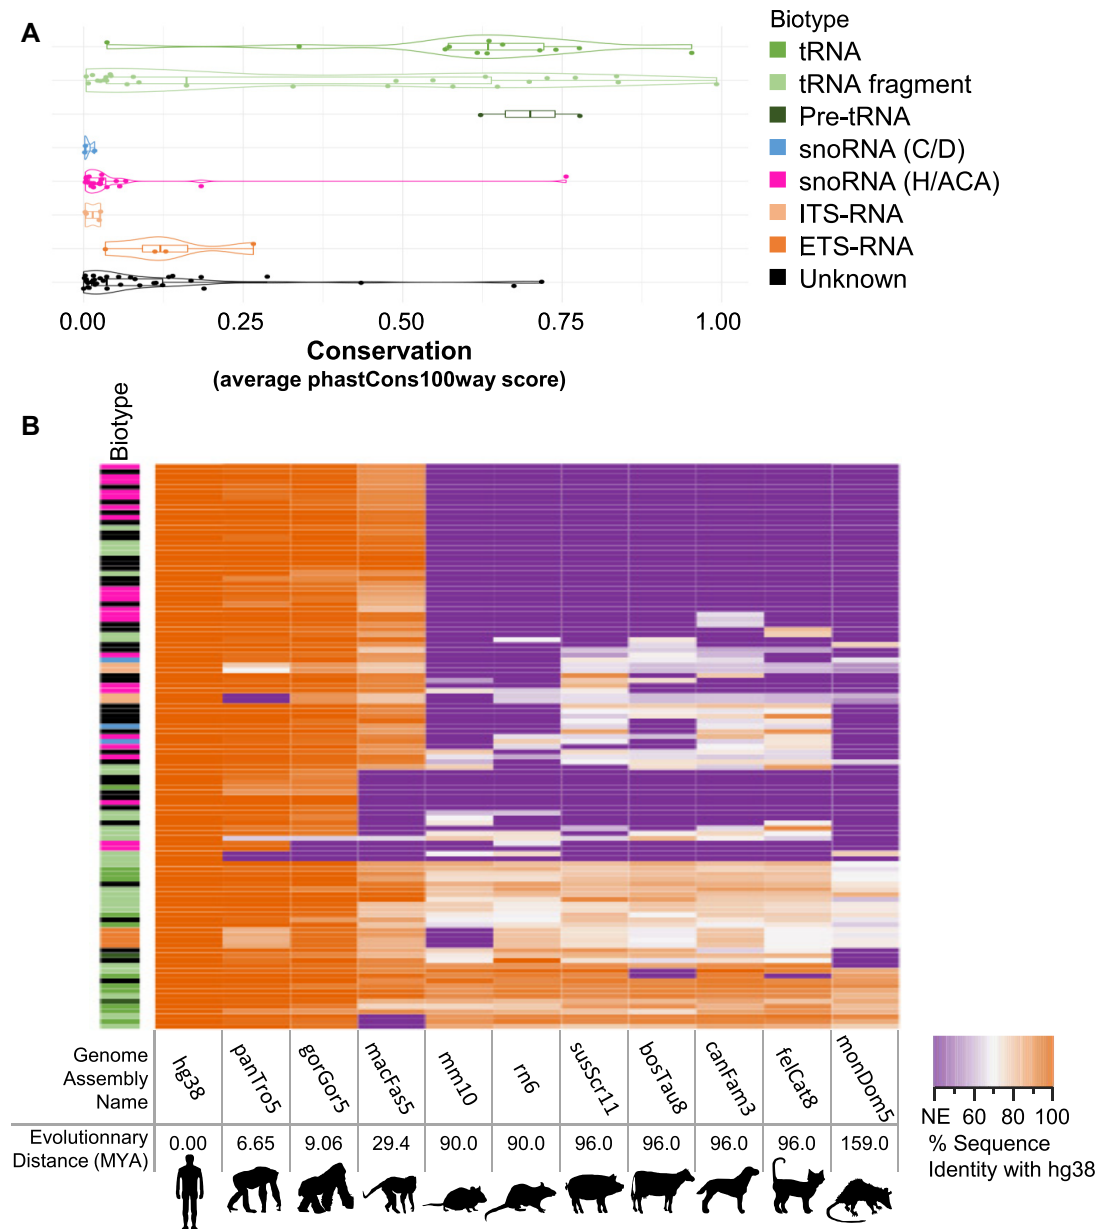 A
Biotype
tRNA
tRNA fragment
Pre-tRNA
snoRNA (C/D)
snoRNA (H/ACA)
ITS-RNA
ETS-RNA
Unknown
0.00 0.25 0.50 0.75 1.00
Conservation
(average phastCons100way score)
B
Biotype
Genome
Assembly
Name
hg38 panTro5 gorGor5 macFas5 mm10 rn6 susScr11 bosTau8 canFam3 felCat8 monDom5
Evolutionnary
Distance (MYA)
0.00 6.65 9.06 29.4 90.0 90.0 96.0 96.0 96.0 96.0 159.0
NE 60 80 100
% Sequence
Identity with hg38